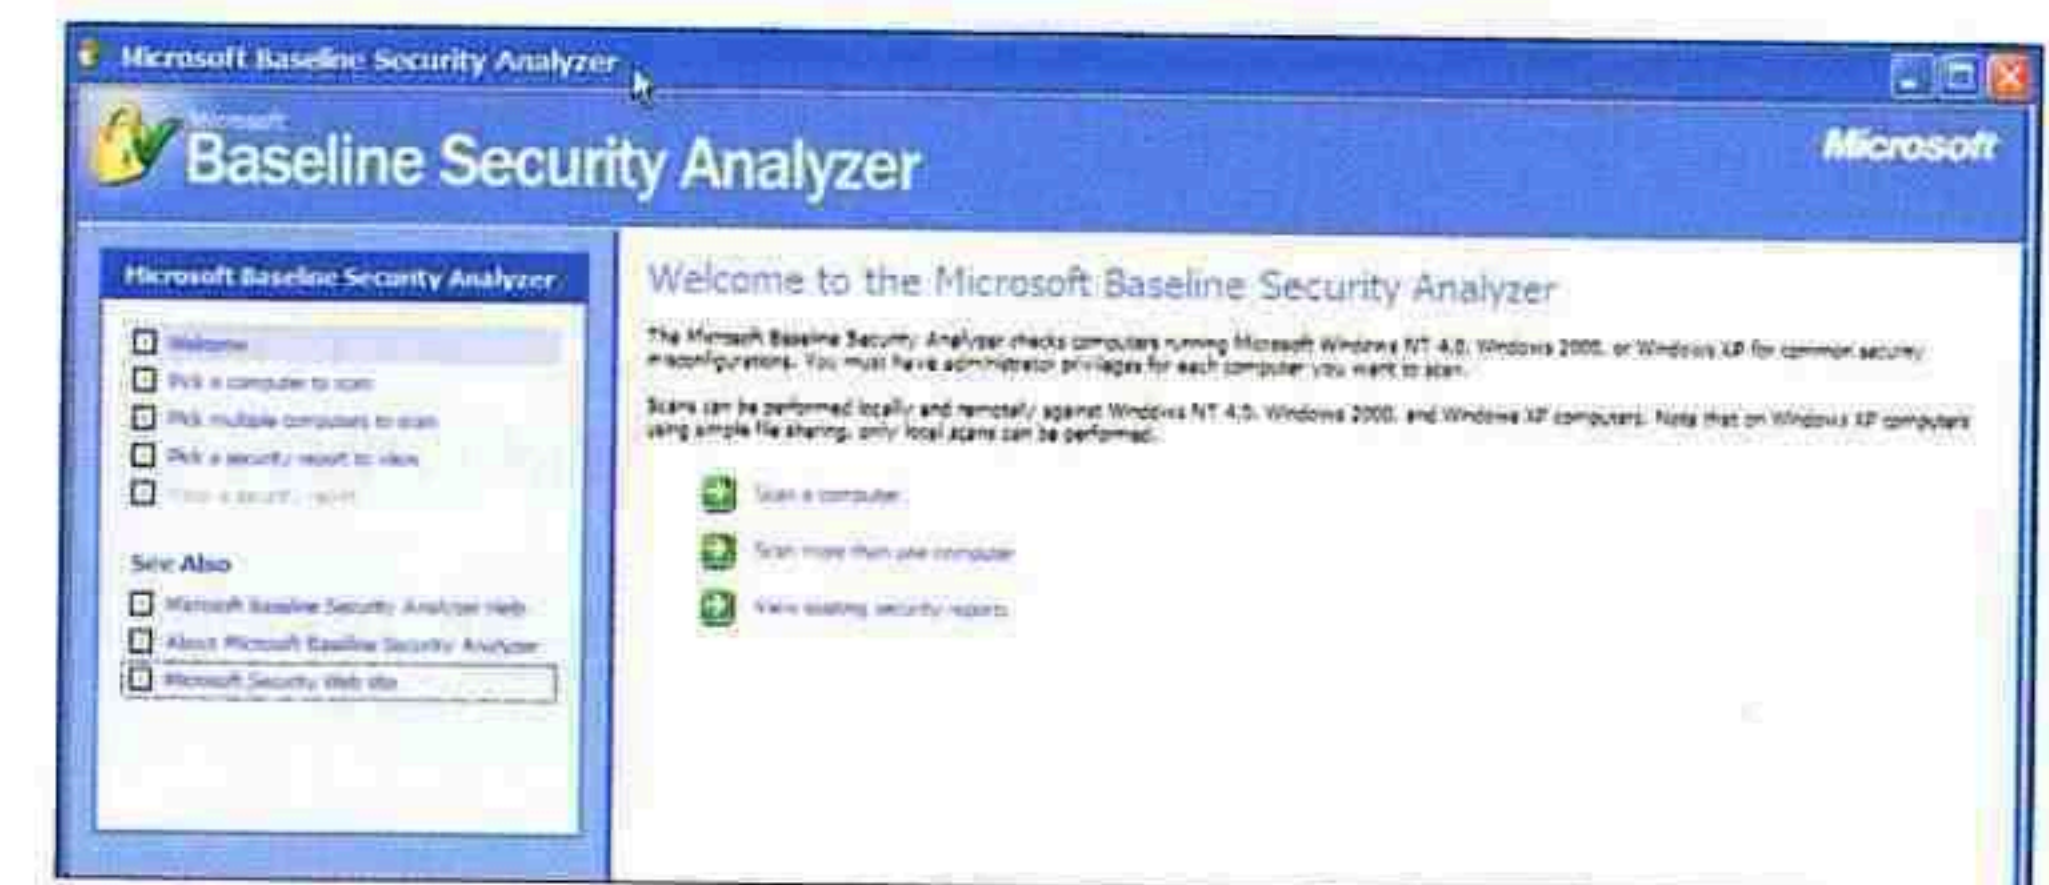 Microsoft Baseline Security Analyzer
Microsoft
Baseline Security Analyzer
Microsoft
Microsoft Baseline Security Analyzer
Welcome
Pick a computer to scan
Pick multiple computers to scan
Pick a security report to view
View a security report
See Also
Microsoft Baseline Security Analyzer Help
About Microsoft Baseline Security Analyzer
Microsoft Security Web site
Welcome to the Microsoft Baseline Security Analyzer
The Microsoft Baseline Security Analyzer checks computers running Microsoft Windows NT 4.0, Windows 2000, or Windows XP for common security
misconfigurations. You must have administrator privileges for each computer you want to scan.
Scans can be performed locally and remotely against Windows NT 4.0, Windows 2000, and Windows XP computers. Note that on Windows XP computers
using simple file sharing, only local scans can be performed.
Scan a computer
Scan more than one computer
View existing security reports